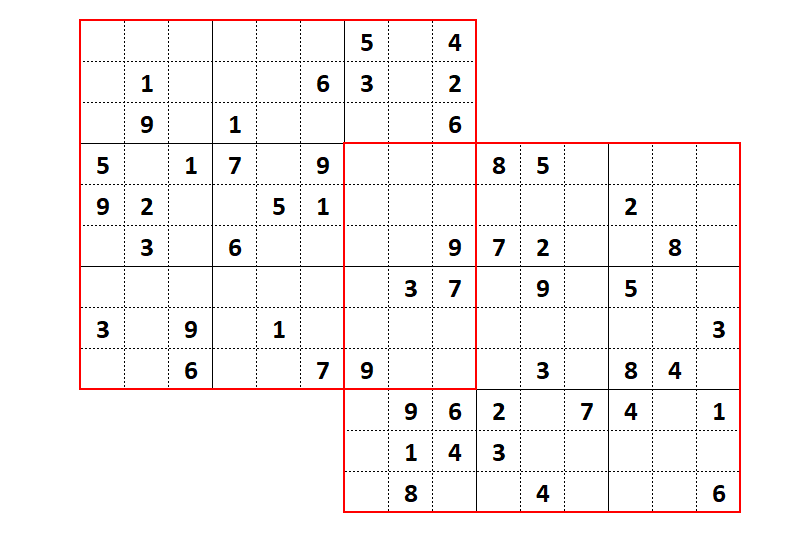 5 4
1 6 3 2
9 1 6
5 1 7 9 8 5
9 2 5 1 2
3 6 9 7 2 8
3 7 9 5
3 9 1 3
6 7 9 3 8 4
9 6 2 7 4 1
1 4 3
8 4 6